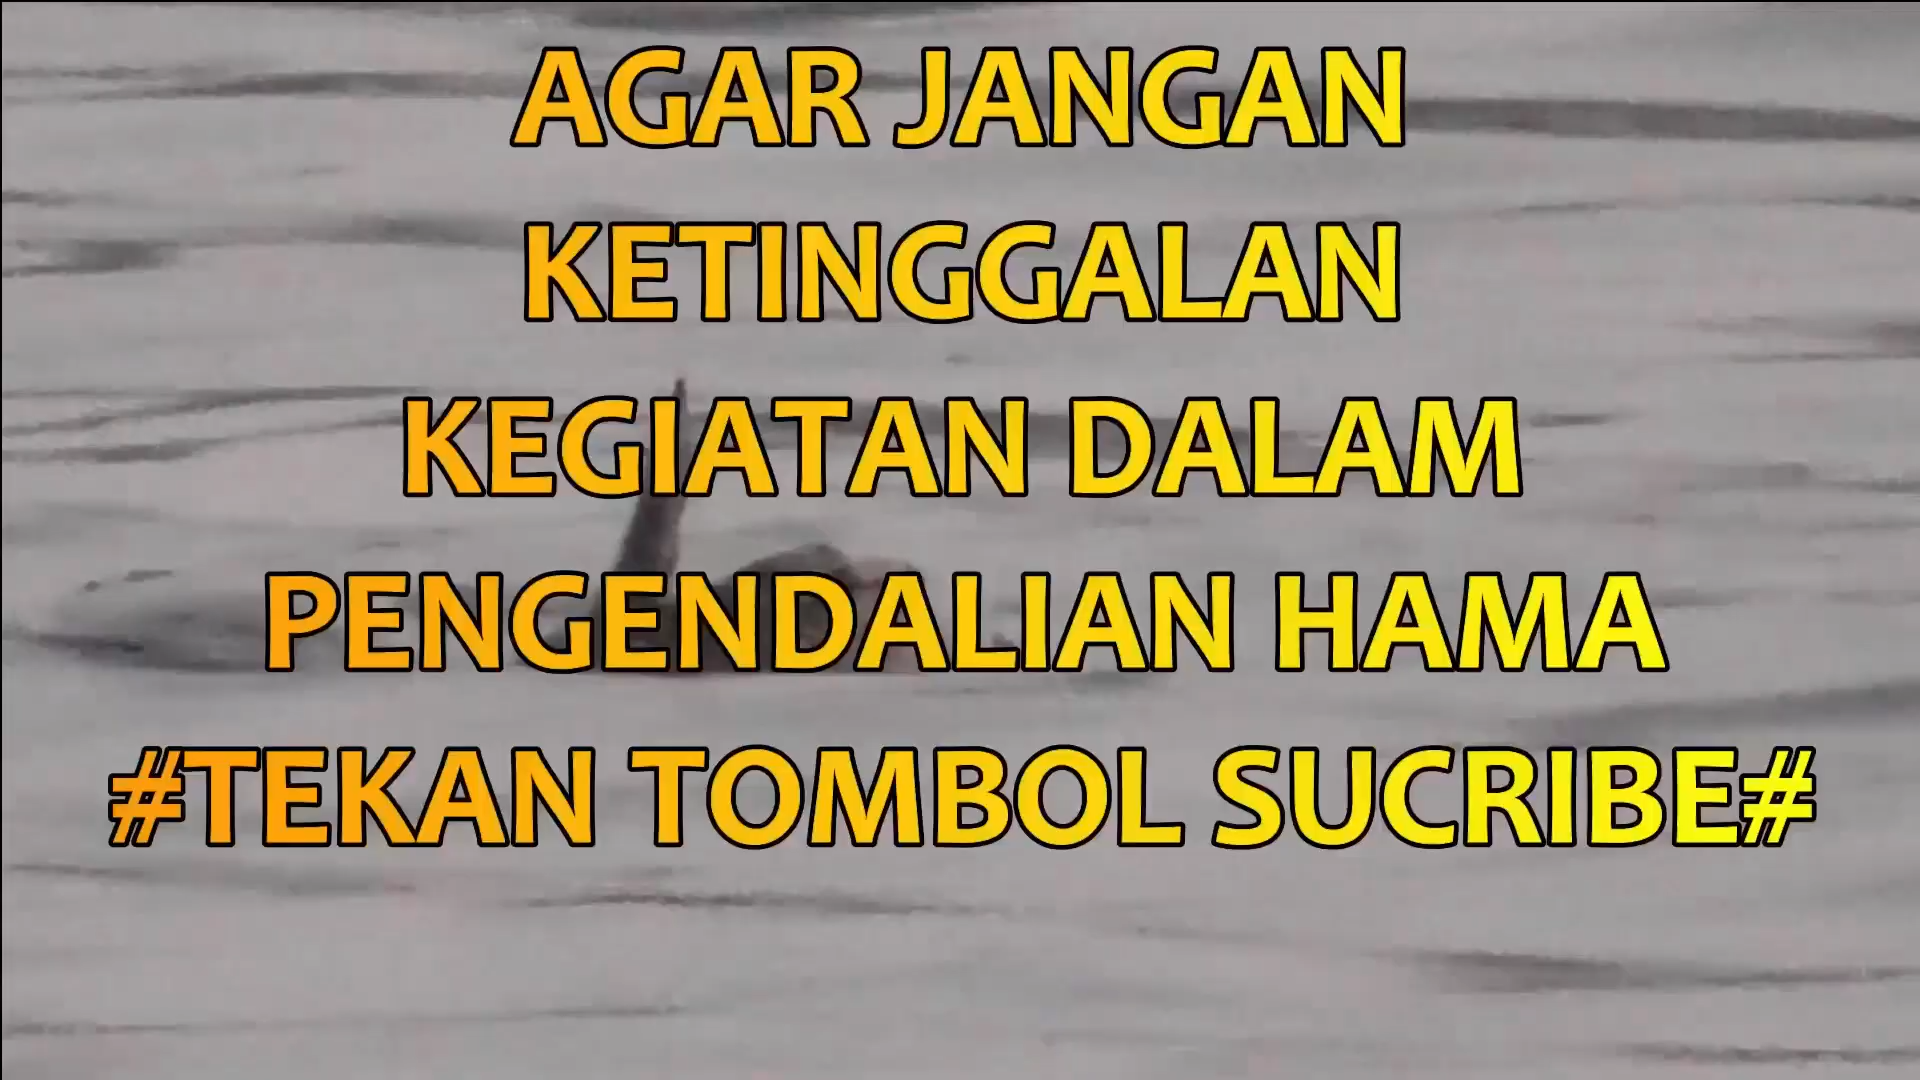 AGAR JANGAN
KETINGGALAN
KEGIATAN DALAM
PENGENDALIAN HAMA
#TEKAN TOMBOL SUCRIBE#